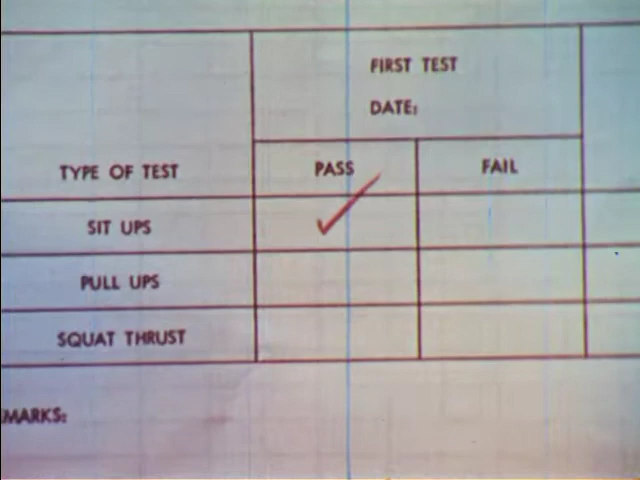 FIRST TEST
DATE:
TYPE OF TEST PASS FAIL
SIT UPS
PULL UPS
SQUAT THRUST
MARKS: